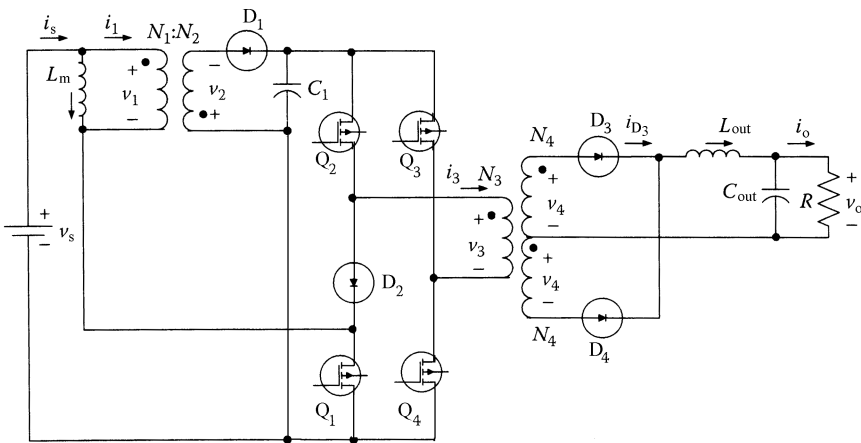 i_s
i_1
N_1:N_2
D_1
L_m
+
v_1
−
−
v_2
+
C_1
Q_2
Q_3
i_3
N_3
N_4
D_3
i_D3
L_out
i_o
+
v_4
−
C_out
R
+
v_o
−
+
v_s
−
+
v_3
−
D_2
+
v_4
−
N_4
D_4
Q_1
Q_4